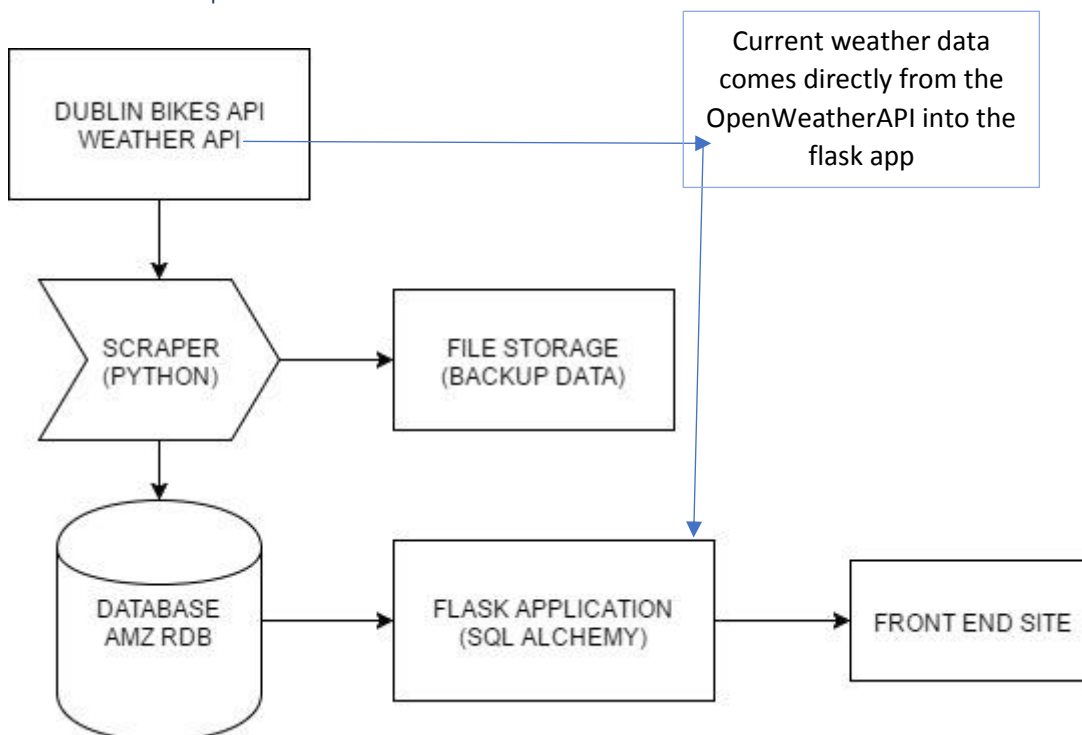 Current weather data
comes directly from the
OpenWeatherAPI into the
flask app
DUBLIN BIKES API
WEATHER API
SCRAPER
(PYTHON)
FILE STORAGE
(BACKUP DATA)
DATABASE
AMZ RDB
FLASK APPLICATION
(SQL ALCHEMY)
FRONT END SITE